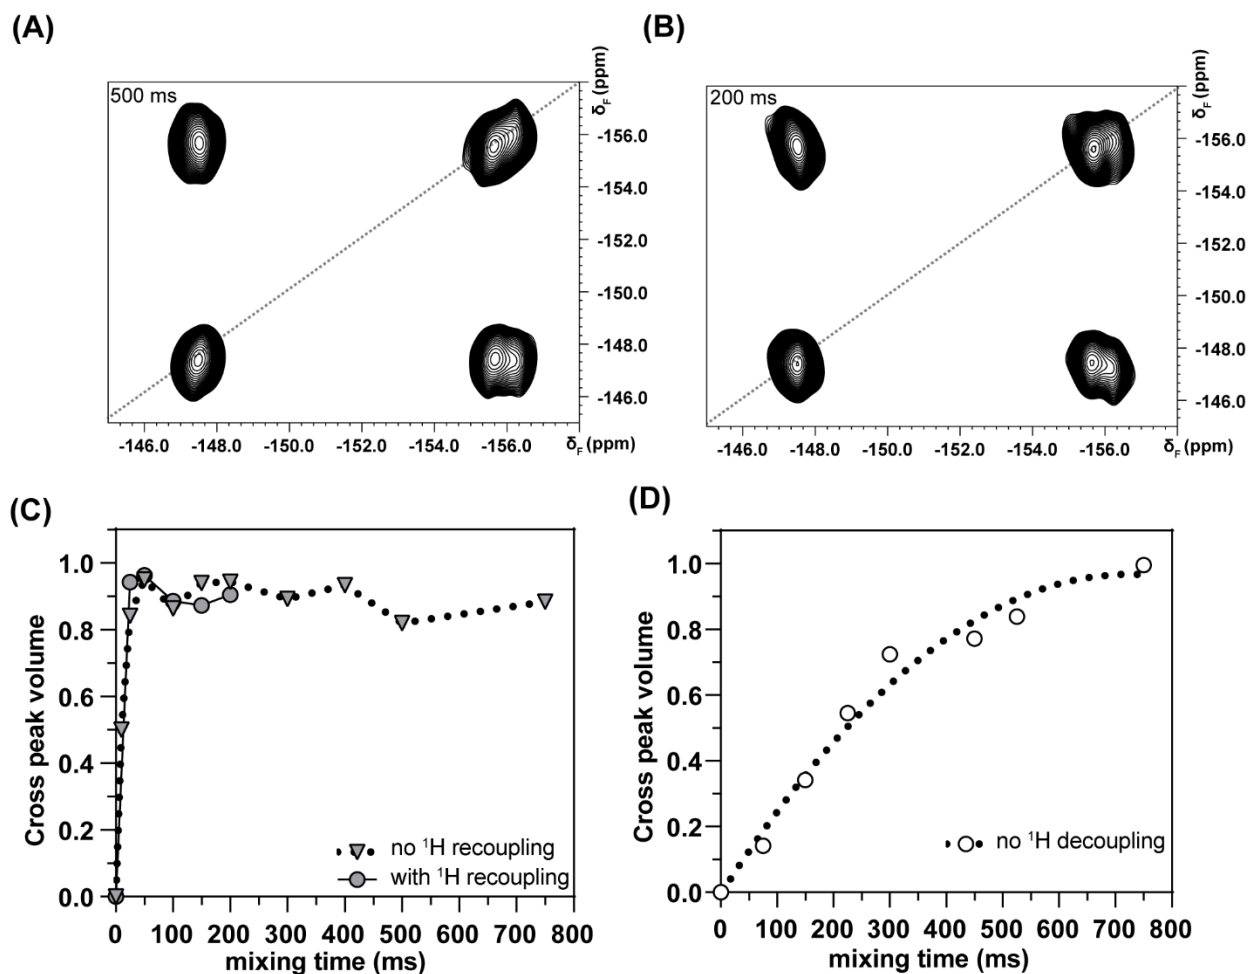 (A)
(B)
500 ms
δF (ppm)
-156.0
-154.0
-152.0
-150.0
-148.0
-146.0
-146.0 -148.0 -150.0 -152.0 -154.0 -156.0 δF (ppm)
200 ms
δF (ppm)
-156.0
-154.0
-152.0
-150.0
-148.0
-146.0
-146.0 -148.0 -150.0 -152.0 -154.0 -156.0 δF (ppm)
(C)
Cross peak volume
1.0
0.8
0.6
0.4
0.2
0.0
no ¹H recoupling
with ¹H recoupling
0 100 200 300 400 500 600 700 800
mixing time (ms)
(D)
Cross peak volume
1.0
0.8
0.6
0.4
0.2
0.0
no ¹H decoupling
0 100 200 300 400 500 600 700 800
mixing time (ms)